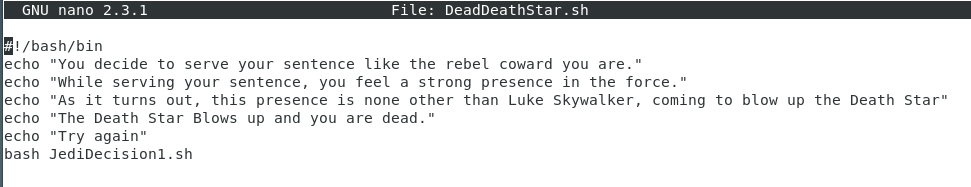 GNU nano 2.3.1 File: DeadDeathStar.sh
#!/bash/bin
echo "You decide to serve your sentence like the rebel coward you are."
echo "While serving your sentence, you feel a strong presence in the force."
echo "As it turns out, this presence is none other than Luke Skywalker, coming to blow up the Death Star"
echo "The Death Star Blows up and you are dead."
echo "Try again"
bash JediDecision1.sh